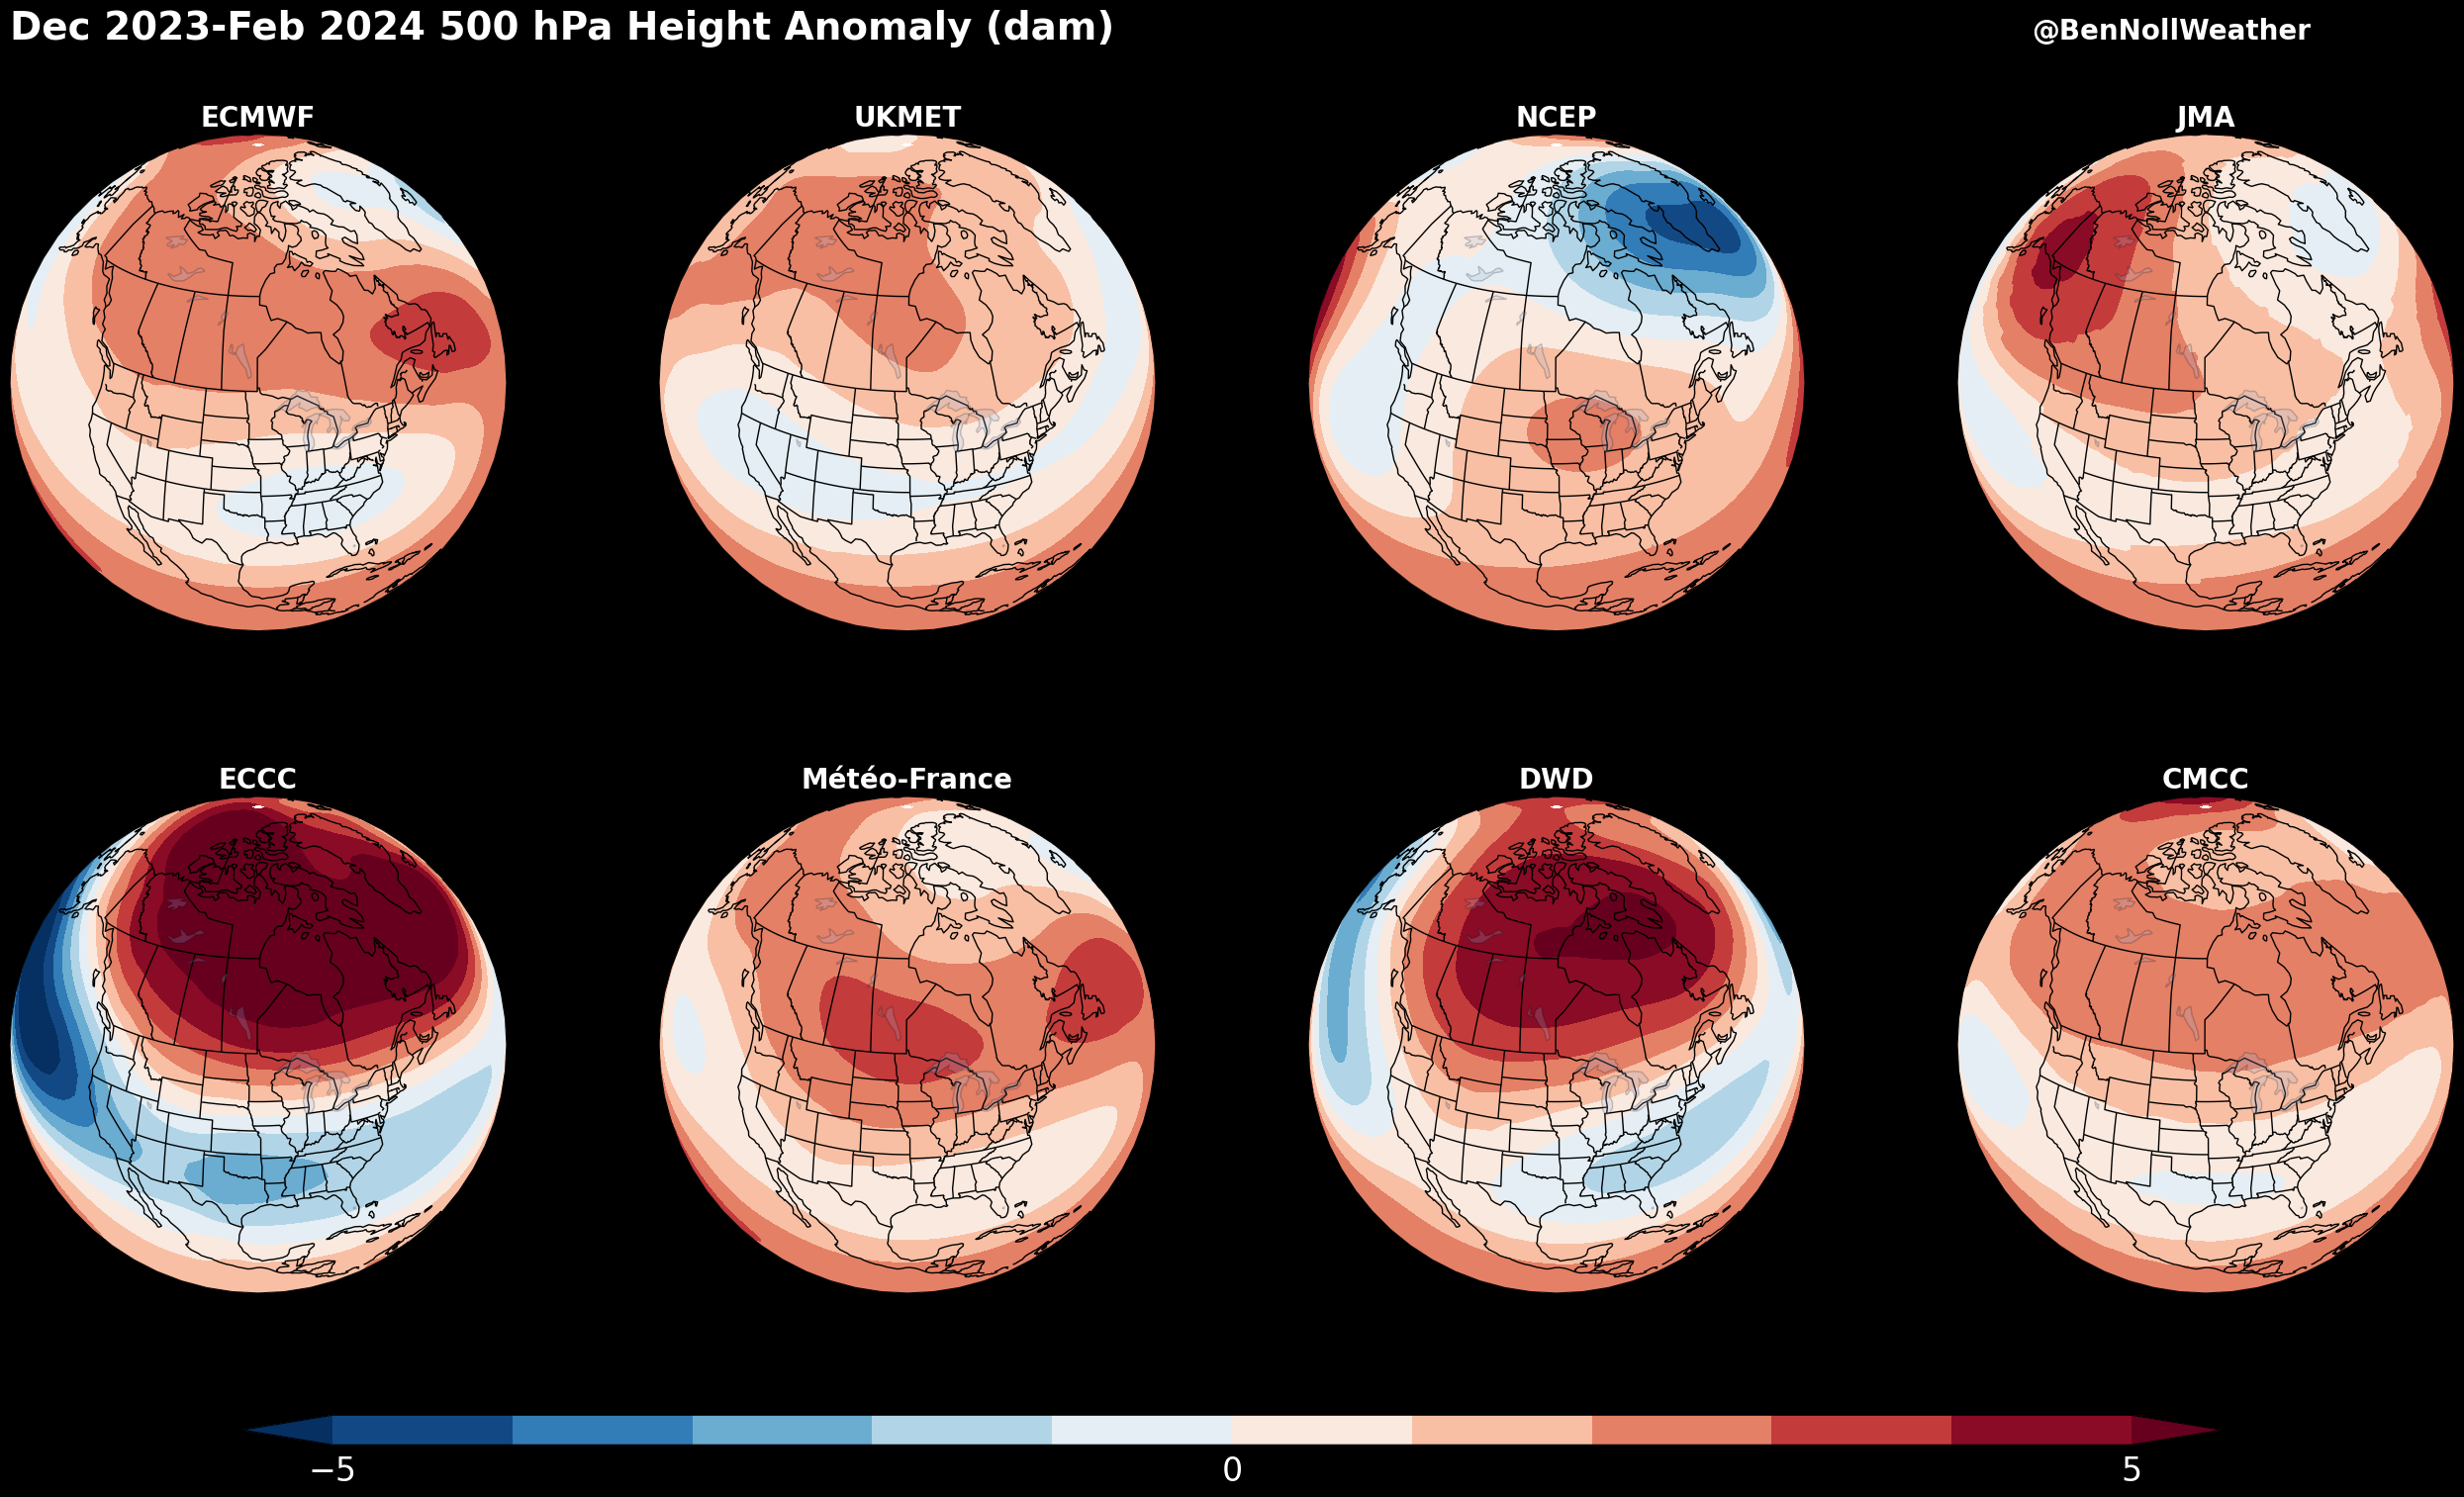 Dec 2023-Feb 2024 500 hPa Height Anomaly (dam)
@BenNollWeather
ECMWF
UKMET
NCEP
JMA
ECCC
Météo-France
DWD
CMCC
−5
0
5